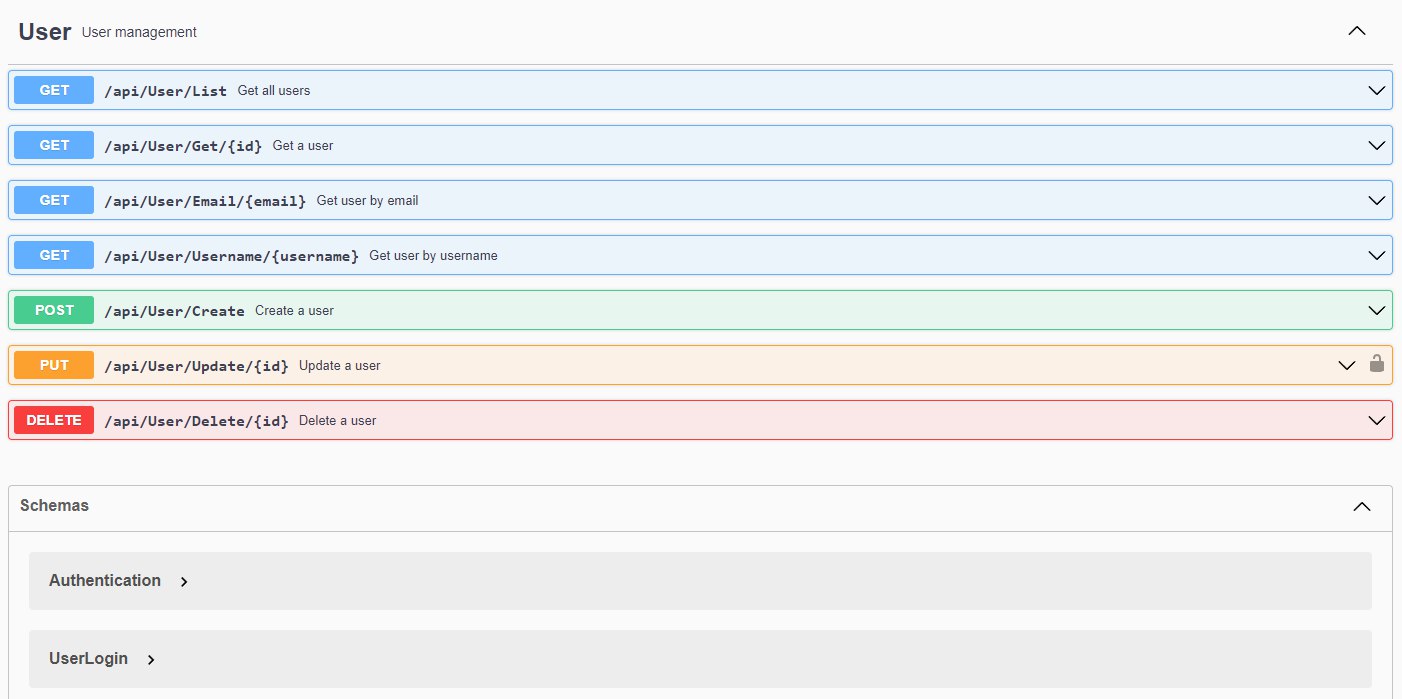 User User management
GET /api/User/List Get all users
GET /api/User/Get/{id} Get a user
GET /api/User/Email/{email} Get user by email
GET /api/User/Username/{username} Get user by username
POST /api/User/Create Create a user
PUT /api/User/Update/{id} Update a user
DELETE /api/User/Delete/{id} Delete a user
Schemas
Authentication
UserLogin